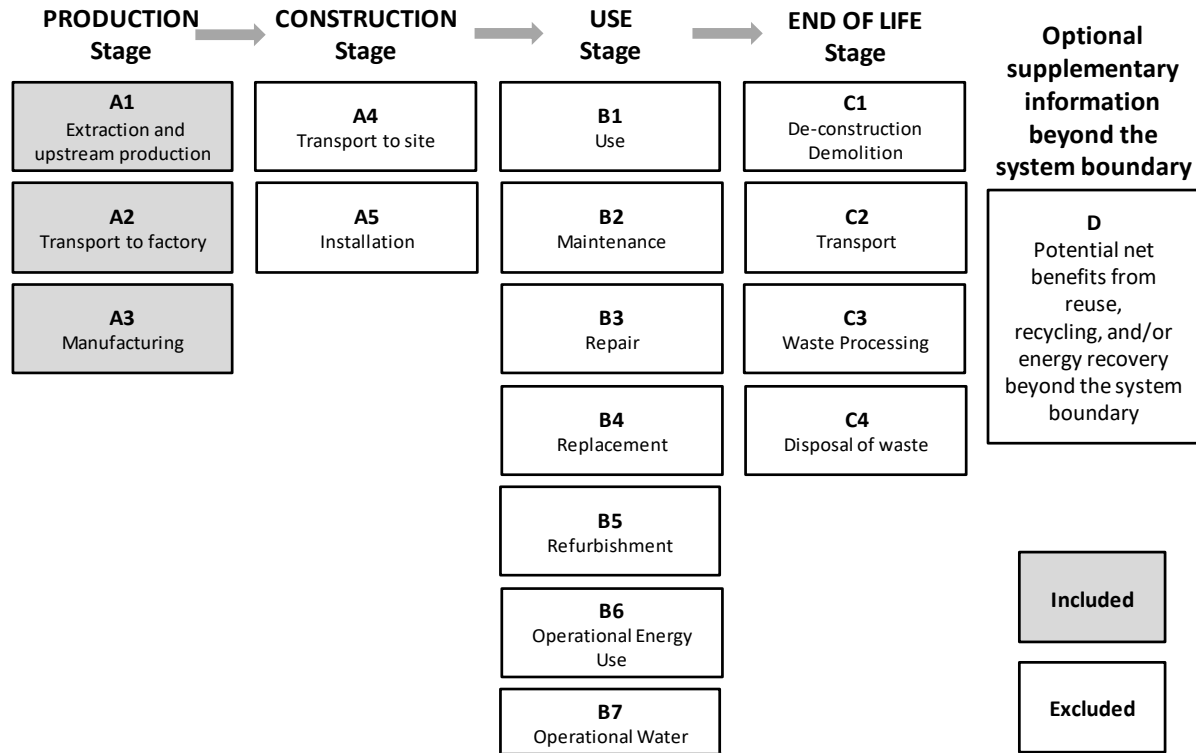 PRODUCTION
Stage
CONSTRUCTION
Stage
USE
Stage
END OF LIFE
Stage
Optional
supplementary
information
beyond the
system boundary
A1
Extraction and
upstream production
A2
Transport to factory
A3
Manufacturing
A4
Transport to site
A5
Installation
B1
Use
B2
Maintenance
B3
Repair
B4
Replacement
B5
Refurbishment
B6
Operational Energy
Use
B7
Operational Water
C1
De-construction
Demolition
C2
Transport
C3
Waste Processing
C4
Disposal of waste
D
Potential net
benefits from
reuse,
recycling, and/or
energy recovery
beyond the system
boundary
Included
Excluded